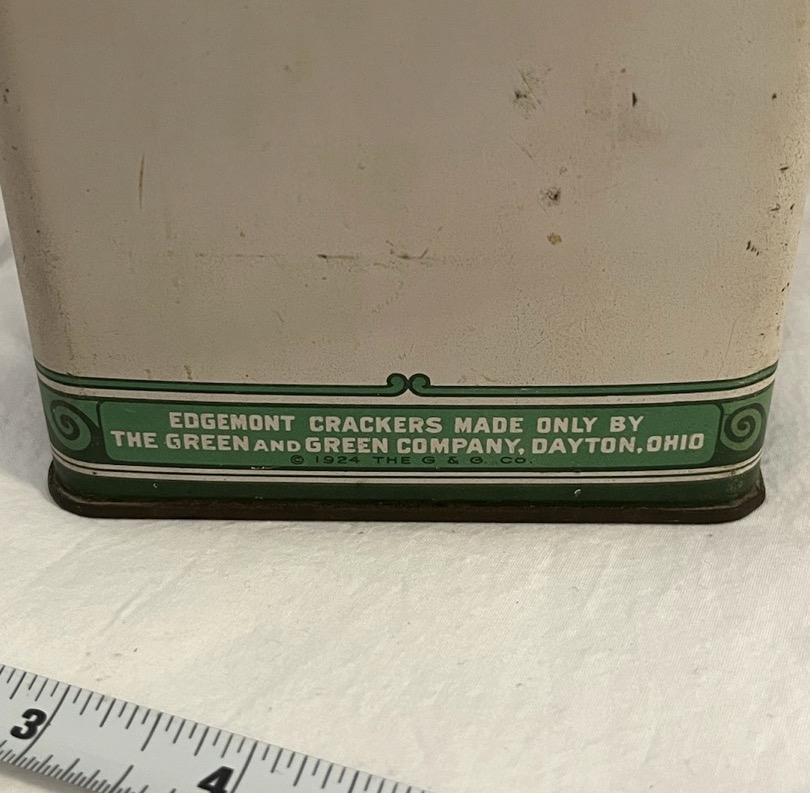 EDGEMONT CRACKERS MADE ONLY BY
THE GREEN AND GREEN COMPANY, DAYTON, OHIO
© 1924 THE G & G. CO.
3
4